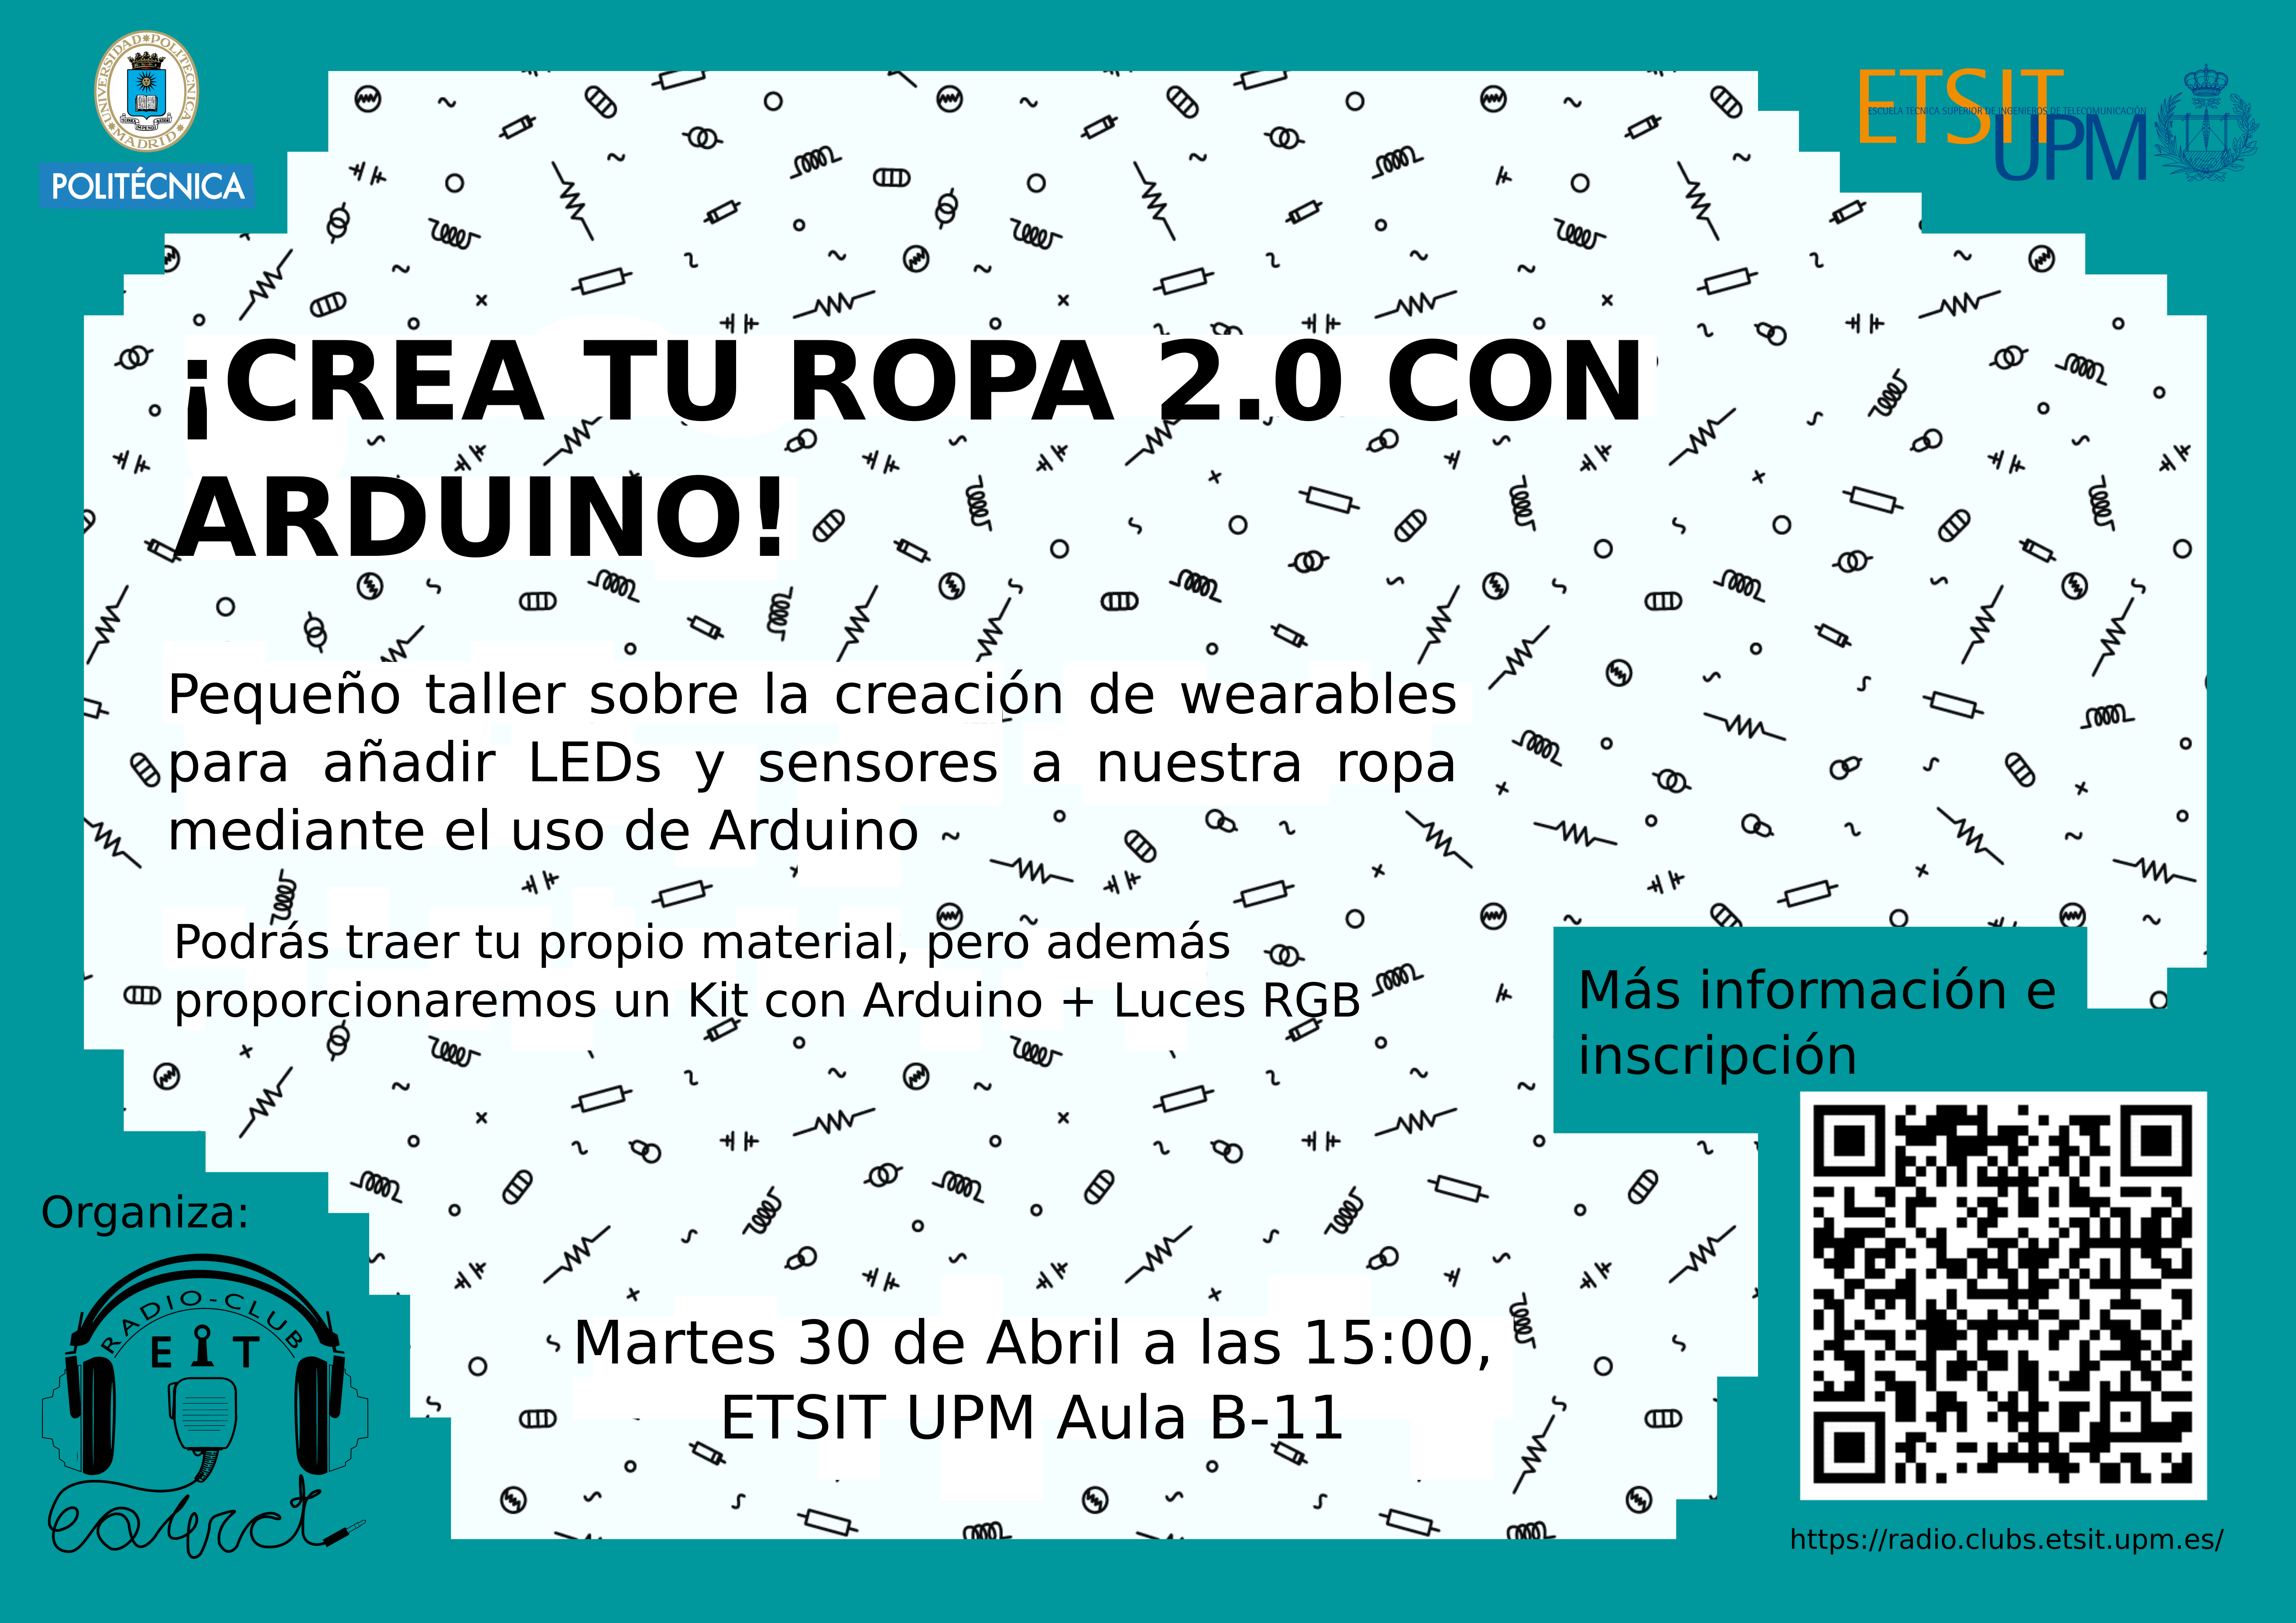 UNIVERSIDAD POLITÉCNICA
MADRID
POLITÉCNICA
ETSIT
ESCUELA TÉCNICA SUPERIOR DE INGENIEROS DE TELECOMUNICACIÓN
UPM
¡CREA TU ROPA 2.0 CON
ARDUINO!
Pequeño taller sobre la creación de wearables
para añadir LEDs y sensores a nuestra ropa
mediante el uso de Arduino
Podrás traer tu propio material, pero además
proporcionaremos un Kit con Arduino + Luces RGB
Más información e
inscripción
Organiza:
RADIO-CLUB
EIT
Martes 30 de Abril a las 15:00,
ETSIT UPM Aula B-11
https://radio.clubs.etsit.upm.es/